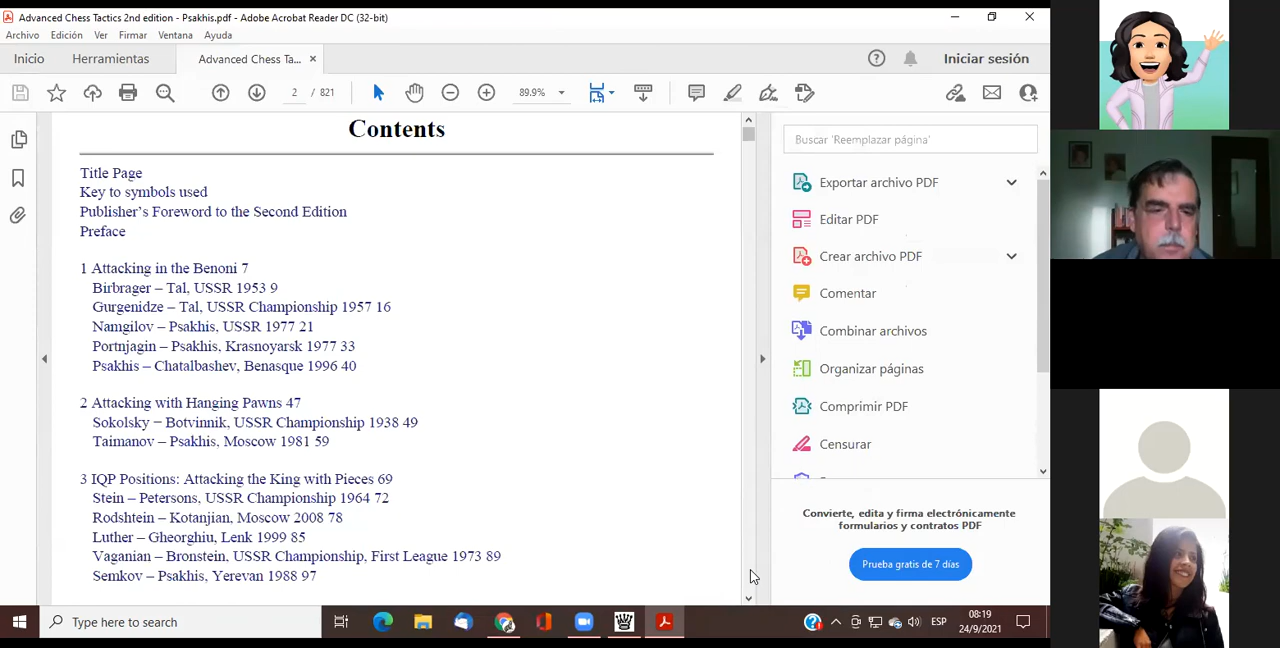 Advanced Chess Tactics 2nd edition - Psakhis.pdf - Adobe Acrobat Reader DC (32-bit)
Archivo Edición Ver Firmar Ventana Ayuda
Inicio Herramientas Advanced Chess Ta... × Iniciar sesión
2 / 821 89.9%
Contents
Title Page
Key to symbols used
Publisher's Foreword to the Second Edition
Preface
1 Attacking in the Benoni 7
Birbrager – Tal, USSR 1953 9
Gurgenidze – Tal, USSR Championship 1957 16
Namgilov – Psakhis, USSR 1977 21
Portnjagin – Psakhis, Krasnoyarsk 1977 33
Psakhis – Chatalbashev, Benasque 1996 40
2 Attacking with Hanging Pawns 47
Sokolsky – Botvinnik, USSR Championship 1938 49
Taimanov – Psakhis, Moscow 1981 59
3 IQP Positions: Attacking the King with Pieces 69
Stein – Petersons, USSR Championship 1964 72
Rodshtein – Kotanjian, Moscow 2008 78
Luther – Gheorghiu, Lenk 1999 85
Vaganian – Bronstein, USSR Championship, First League 1973 89
Semkov – Psakhis, Yerevan 1988 97
Buscar 'Reemplazar página'
Exportar archivo PDF
Editar PDF
Crear archivo PDF
Comentar
Combinar archivos
Organizar páginas
Comprimir PDF
Censurar
Convierte, edita y firma electrónicamente
formularios y contratos PDF
Prueba gratis de 7 días
Type here to search
ESP
08:19
24/9/2021